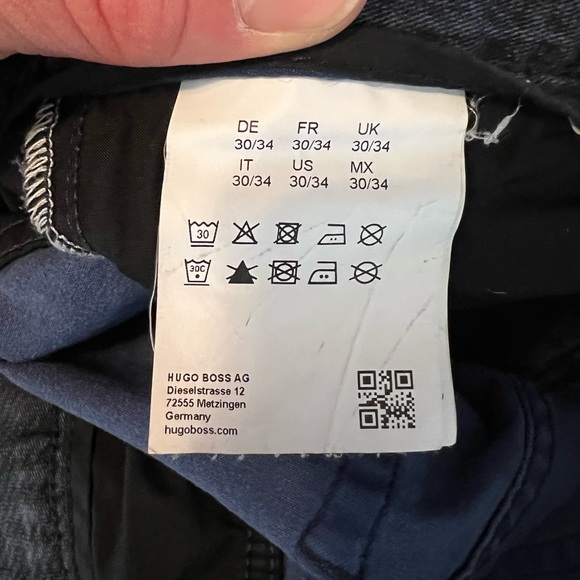 DE FR UK
30/34 30/34 30/34
IT US MX
30/34 30/34 30/34
30
30C
HUGO BOSS AG
Dieselstrasse 12
72555 Metzingen
Germany
hugoboss.com